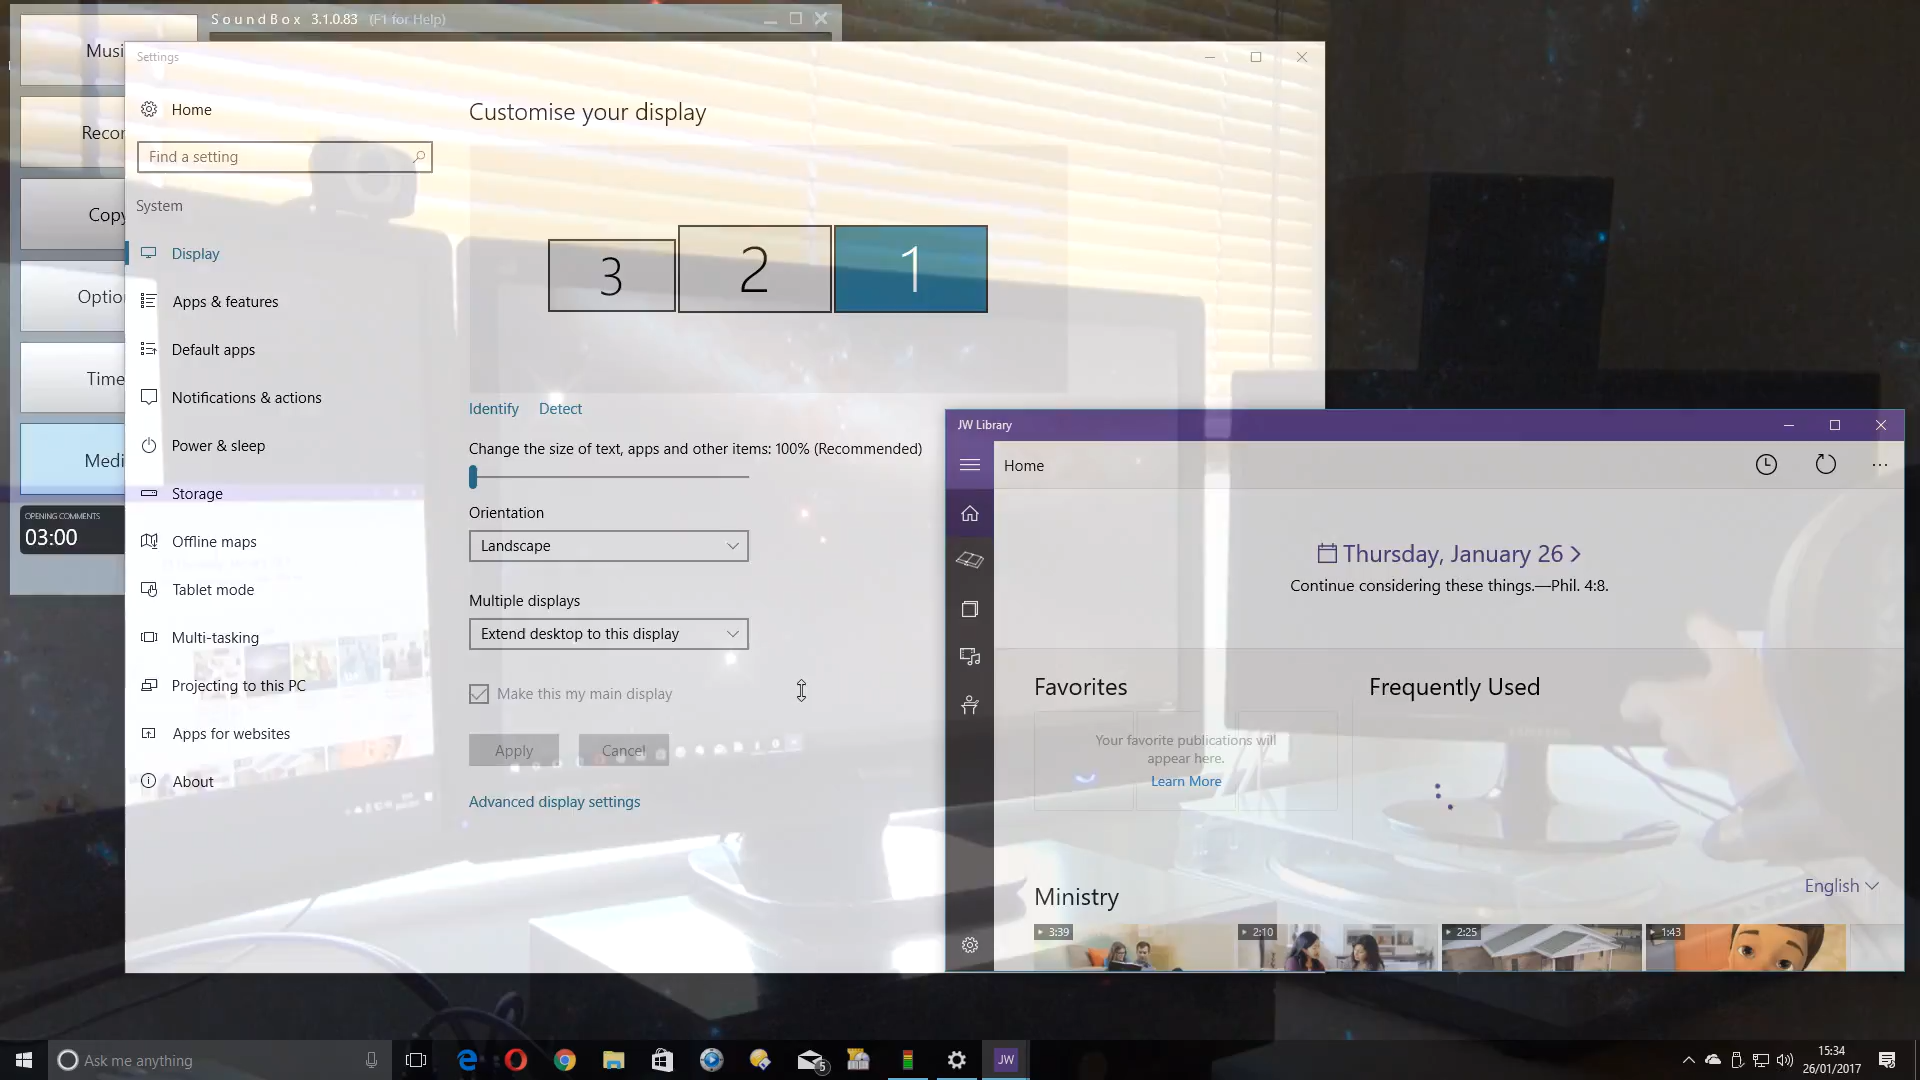 SoundBox 3.1.0.83 (F1 for Help)
Musi
Recor
Copy
Optio
Time
Medi
OPENING COMMENTS
03:00
Settings
Home
Find a setting
System
Display
Apps & features
Default apps
Notifications & actions
Power & sleep
Storage
Offline maps
Tablet mode
Multi-tasking
Projecting to this PC
Apps for websites
About
Customise your display
3
2
1
Identify Detect
Change the size of text, apps and other items: 100% (Recommended)
Orientation
Landscape
Multiple displays
Extend desktop to this display
Make this my main display
Apply Cancel
Advanced display settings
JW Library
Home
Thursday, January 26
Continue considering these things.—Phil. 4:8.
Favorites
Your favorite publications will
appear here.
Learn More
Frequently Used
Ministry
English
3:39
2:10
2:25
1:43
Ask me anything
5
JW
15:34
26/01/2017